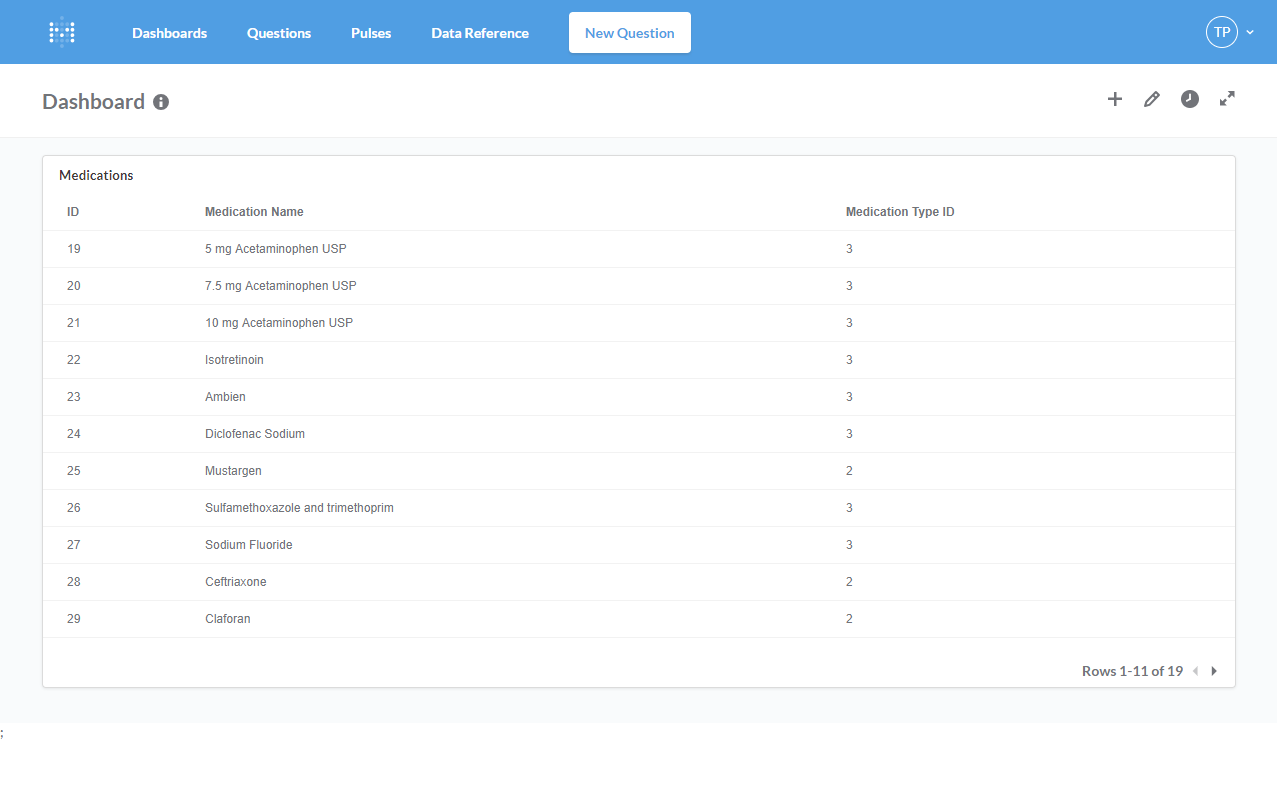 Dashboards Questions Pulses Data Reference New Question TP
Dashboard
Medications
ID Medication Name Medication Type ID
19 5 mg Acetaminophen USP 3
20 7.5 mg Acetaminophen USP 3
21 10 mg Acetaminophen USP 3
22 Isotretinoin 3
23 Ambien 3
24 Diclofenac Sodium 3
25 Mustargen 2
26 Sulfamethoxazole and trimethoprim 3
27 Sodium Fluoride 3
28 Ceftriaxone 2
29 Claforan 2
Rows 1-11 of 19
;